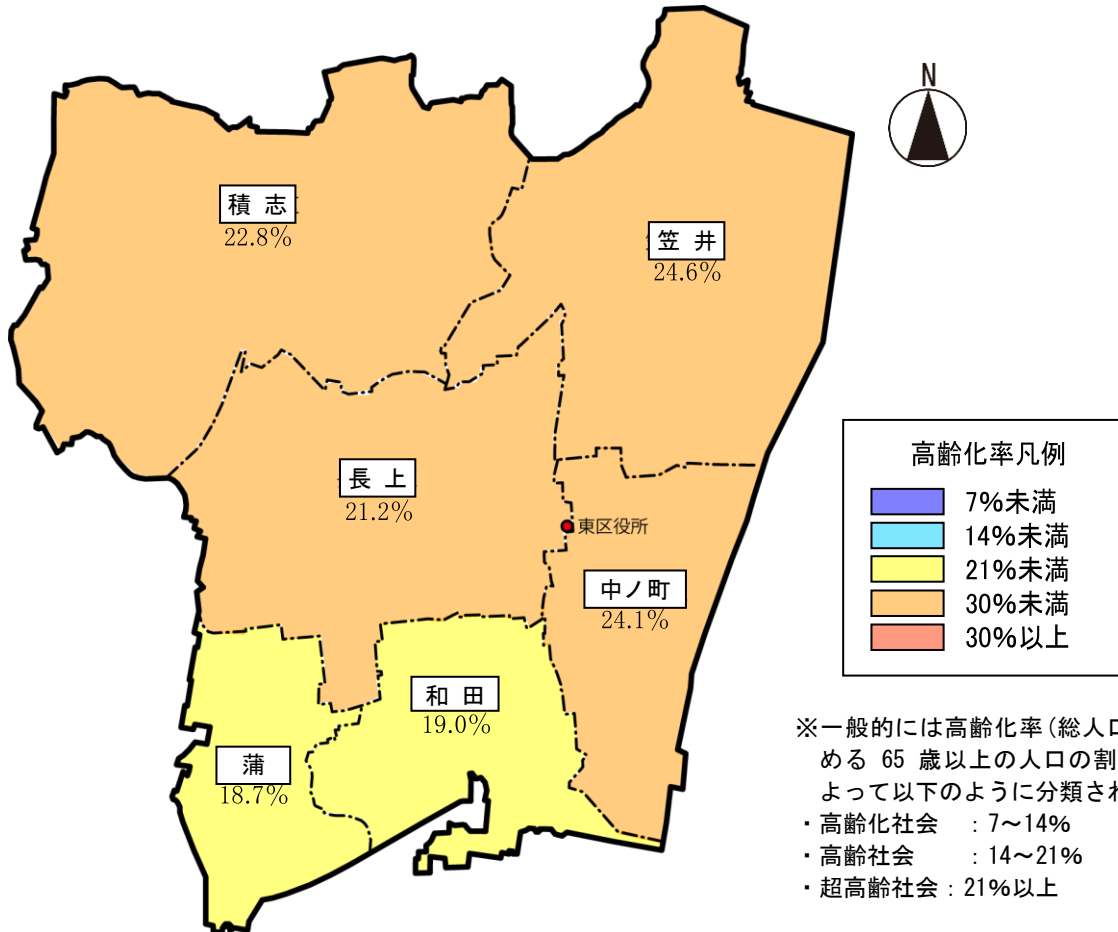 N
積 志
22.8%
笠 井
24.6%
長 上
21.2%
東区役所
中ノ町
24.1%
和 田
19.0%
蒲
18.7%
高齢化率凡例
7%未満
14%未満
21%未満
30%未満
30%以上
※一般的には高齢化率(総人口
める 65 歳以上の人口の割
よって以下のように分類され
・高齢化社会 :7～14%
・高齢社会 :14～21%
・超高齢社会:21%以上